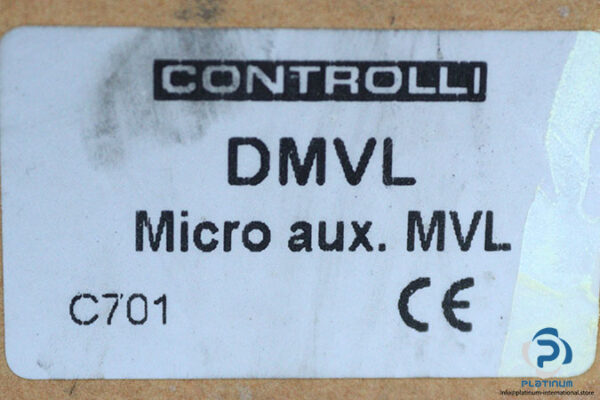 CONTROLLI
DMVL
Micro aux. MVL
C701
CE
PLATINUM
info@platinum-international.store